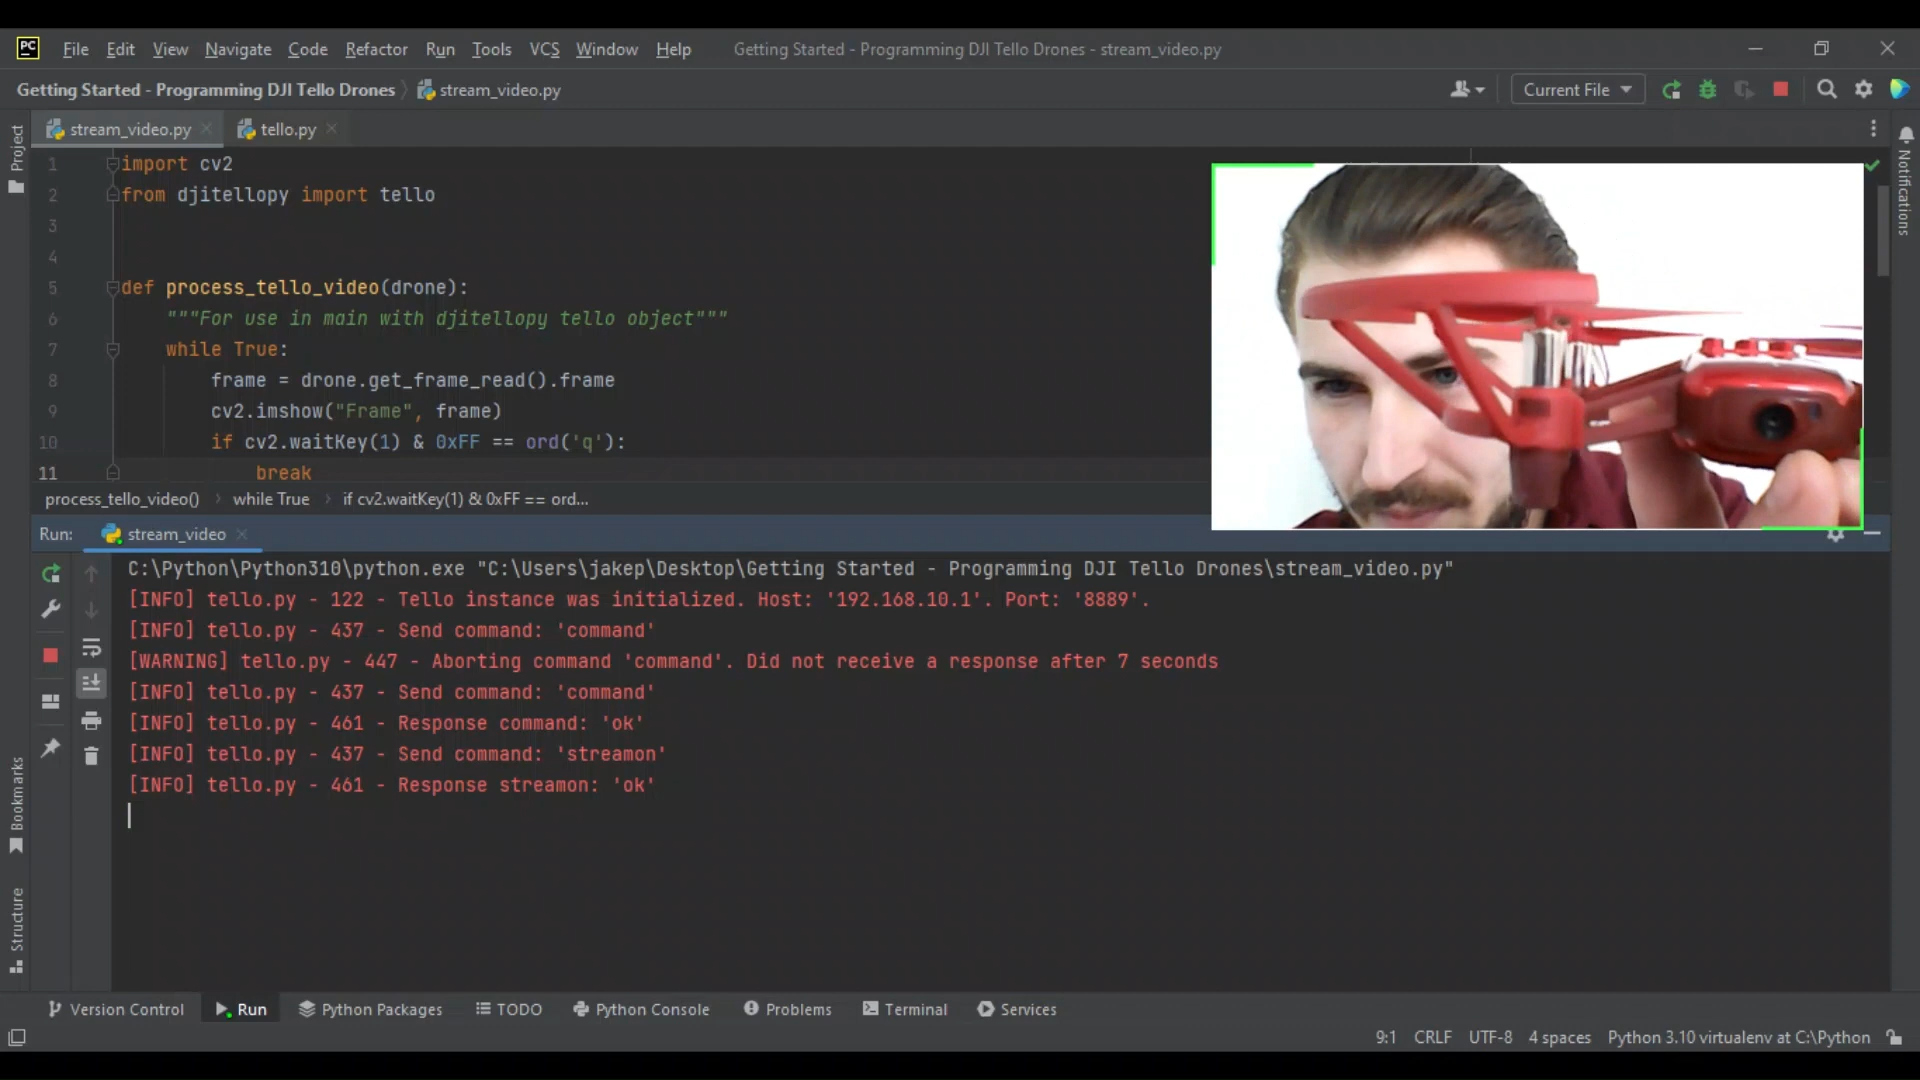 PC File Edit View Navigate Code Refactor Run Tools VCS Window Help Getting Started - Programming DJI Tello Drones - stream_video.py
Getting Started - Programming DJI Tello Drones stream_video.py Current File
Project
stream_video.py tello.py
Notifications
1 import cv2
2 from djitellopy import tello
3
4
5 def process_tello_video(drone):
6 """For use in main with djitellopy tello object"""
7 while True:
8 frame = drone.get_frame_read().frame
9 cv2.imshow("Frame", frame)
10 if cv2.waitKey(1) & 0xFF == ord('q'):
11 break
process_tello_video() while True if cv2.waitKey(1) & 0xFF == ord...
Run: stream_video
C:\Python\Python310\python.exe "C:\Users\jakep\Desktop\Getting Started - Programming DJI Tello Drones\stream_video.py"
[INFO] tello.py - 122 - Tello instance was initialized. Host: '192.168.10.1'. Port: '8889'.
[INFO] tello.py - 437 - Send command: 'command'
[WARNING] tello.py - 447 - Aborting command 'command'. Did not receive a response after 7 seconds
[INFO] tello.py - 437 - Send command: 'command'
[INFO] tello.py - 461 - Response command: 'ok'
[INFO] tello.py - 437 - Send command: 'streamon'
[INFO] tello.py - 461 - Response streamon: 'ok'
Bookmarks
Structure
Version Control Run Python Packages TODO Python Console Problems Terminal Services
9:1 CRLF UTF-8 4 spaces Python 3.10 virtualenv at C:\Python